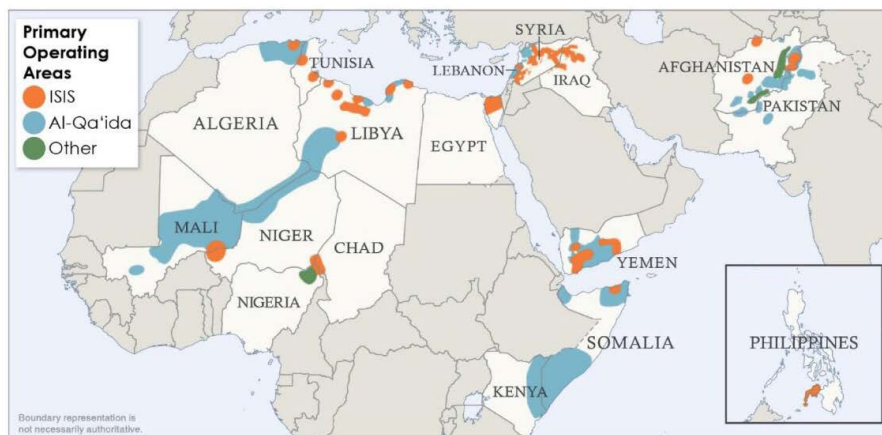 Primary
Operating
Areas
ISIS
Al-Qa‘ida
Other
SYRIA
TUNISIA
LEBANON
IRAQ
AFGHANISTAN
PAKISTAN
ALGERIA
LIBYA
EGYPT
MALI
NIGER
CHAD
YEMEN
NIGERIA
SOMALIA
PHILIPPINES
KENYA
Boundary representation is
not necessarily authoritative.